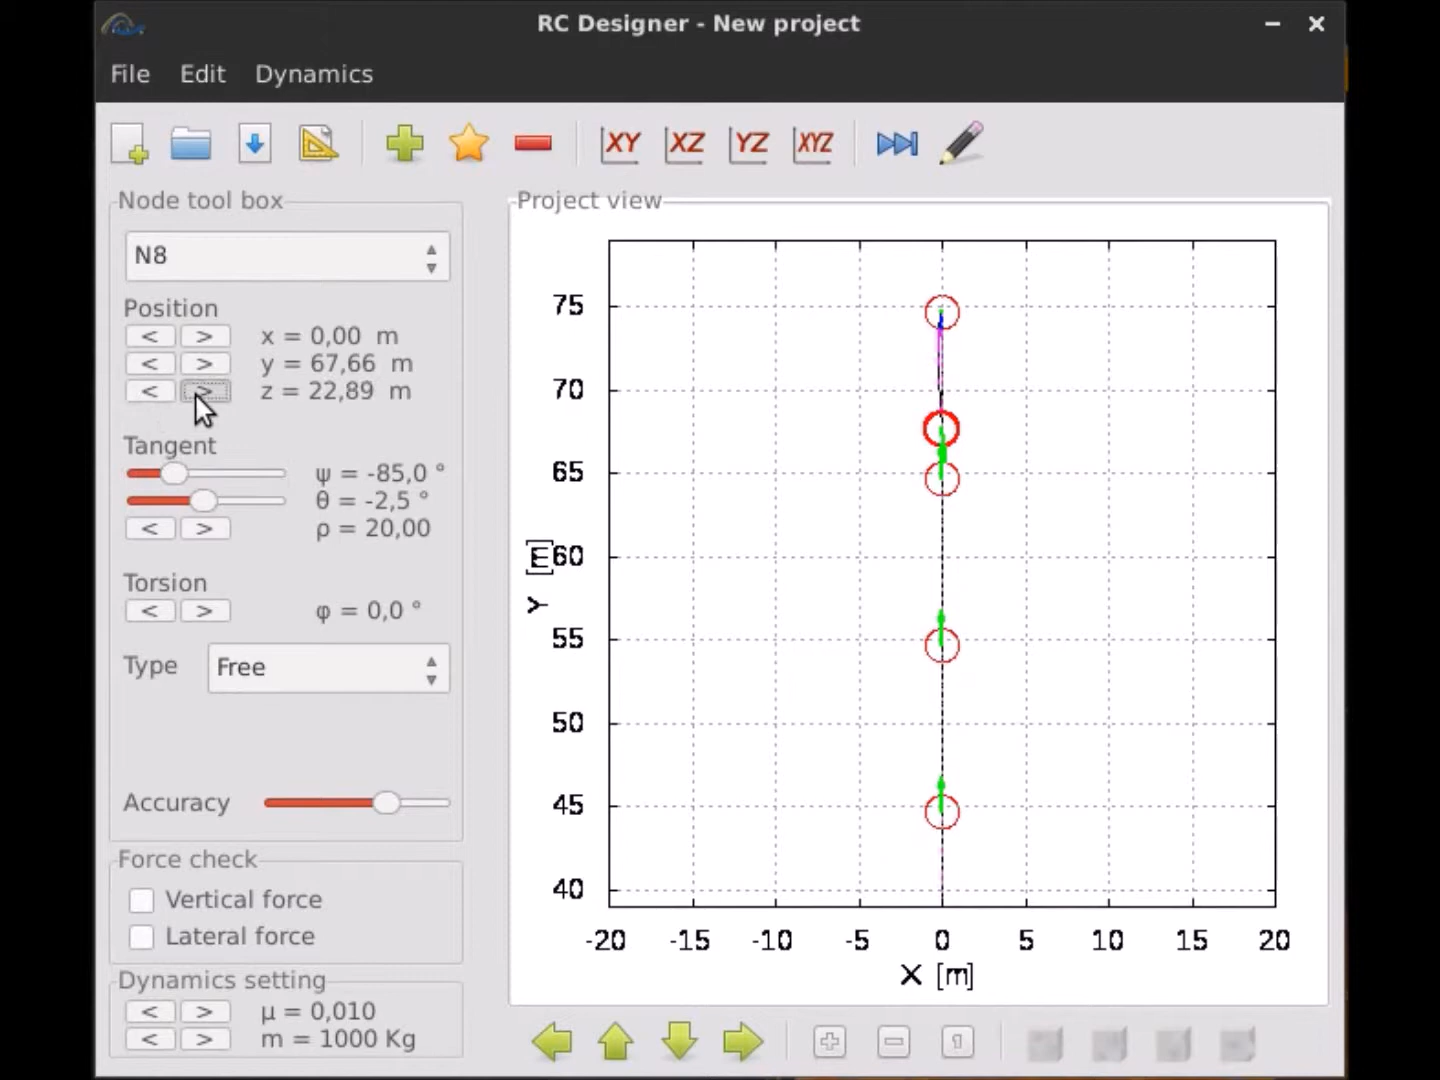 RC Designer - New project
File Edit Dynamics
XY XZ YZ XYZ
Node tool box
N8
Position
< > x = 0,00 m
< > y = 67,66 m
< > z = 22,89 m
Tangent
ψ = -85,0 °
θ = -2,5 °
< > ρ = 20,00
Torsion
< > φ = 0,0 °
Type Free
Accuracy
Force check
Vertical force
Lateral force
Dynamics setting
< > μ = 0,010
< > m = 1000 Kg
Project view
75
70
65
60
55
50
45
40
Y [m]
-20 -15 -10 -5 0 5 10 15 20
X [m]